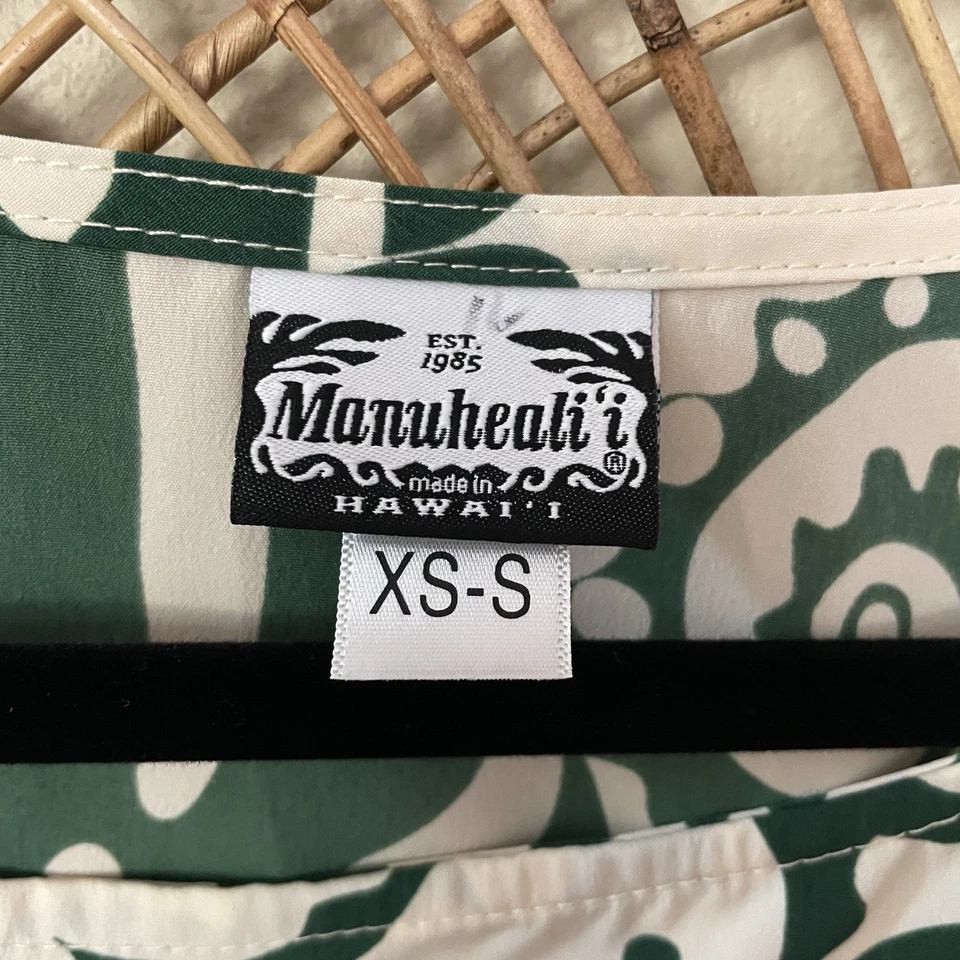 EST.
1985
Manuheali‘i
®
made in
HAWAI‘I
XS-S